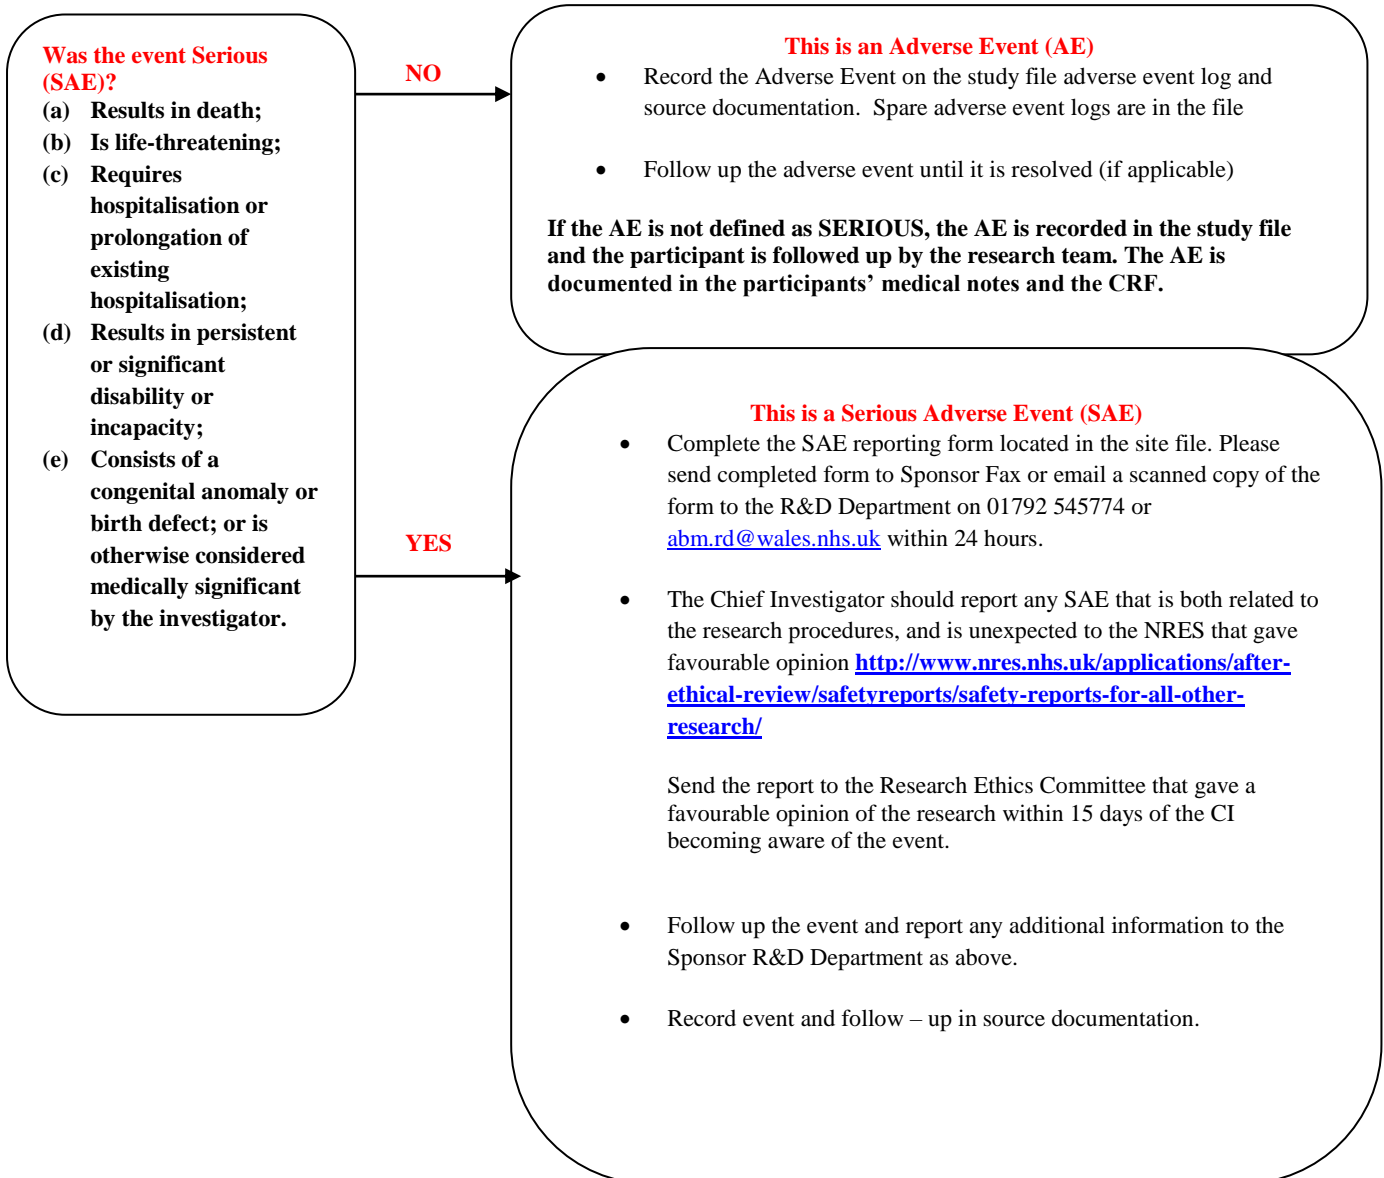 Was the event Serious
(SAE)?
(a) Results in death;
(b) Is life-threatening;
(c) Requires
hospitalisation or
prolongation of
existing
hospitalisation;
(d) Results in persistent
or significant
disability or
incapacity;
(e) Consists of a
congenital anomaly or
birth defect; or is
otherwise considered
medically significant
by the investigator.
NO
This is an Adverse Event (AE)
• Record the Adverse Event on the study file adverse event log and
source documentation. Spare adverse event logs are in the file
• Follow up the adverse event until it is resolved (if applicable)
If the AE is not defined as SERIOUS, the AE is recorded in the study file
and the participant is followed up by the research team. The AE is
documented in the participants’ medical notes and the CRF.
YES
This is a Serious Adverse Event (SAE)
• Complete the SAE reporting form located in the site file. Please
send completed form to Sponsor Fax or email a scanned copy of the
form to the R&D Department on 01792 545774 or
abm.rd@wales.nhs.uk within 24 hours.
• The Chief Investigator should report any SAE that is both related to
the research procedures, and is unexpected to the NRES that gave
favourable opinion http://www.nres.nhs.uk/applications/after-
ethical-review/safetyreports/safety-reports-for-all-other-
research/
Send the report to the Research Ethics Committee that gave a
favourable opinion of the research within 15 days of the CI
becoming aware of the event.
• Follow up the event and report any additional information to the
Sponsor R&D Department as above.
• Record event and follow – up in source documentation.